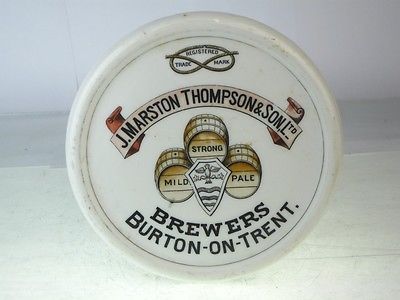 REGISTERED
TRADE MARK
J. MARSTON THOMPSON & SON LTD
STRONG
MILD PALE
BREWERS
BURTON-ON-TRENT.